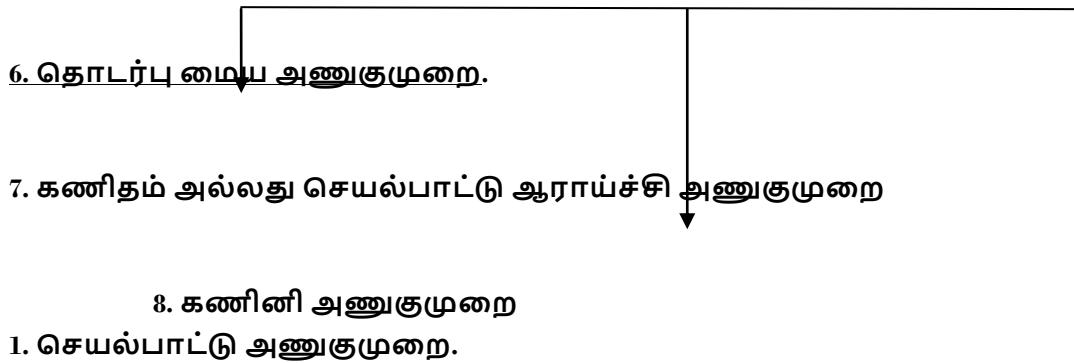 6. தொடர்பு மைய அணுகுமுறை.
7. கணிதம் அல்லது செயல்பாட்டு ஆராய்ச்சி அணுகுமுறை
8. கணினி அணுகுமுறை
1. செயல்பாட்டு அணுகுமுறை.